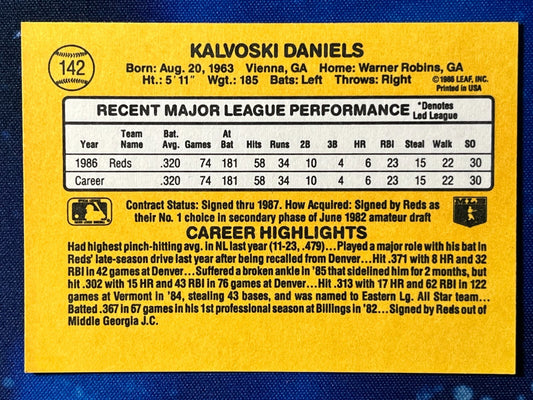 142
KALVOSKI DANIELS
Born: Aug. 20, 1963 Vienna, GA Home: Warner Robins, GA
Ht.: 5' 11" Wgt.: 185 Bats: Left Throws: Right
©1986 LEAF, INC.
Printed in USA
RECENT MAJOR LEAGUE PERFORMANCE *Denotes Led League
Year Team Name Bat. Avg. Games At Bat Hits Runs 2B 3B HR RBI Steal Walk SO
1986 Reds .320 74 181 58 34 10 4 6 23 15 22 30
Career .320 74 181 58 34 10 4 6 23 15 22 30
Contract Status: Signed thru 1987. How Acquired: Signed by Reds as
their No. 1 choice in secondary phase of June 1982 amateur draft
CAREER HIGHLIGHTS
Had highest pinch-hitting avg. in NL last year (11-23, .479)...Played a major role with his bat in
Reds' late-season drive last year after being recalled from Denver...Hit .371 with 8 HR and 32
RBI in 42 games at Denver...Suffered a broken ankle in '85 that sidelined him for 2 months, but
hit .302 with 15 HR and 43 RBI in 76 games at Denver...Hit .313 with 17 HR and 62 RBI in 122
games at Vermont in '84, stealing 43 bases, and was named to Eastern Lg. All Star team...
Batted .367 in 67 games in his 1st professional season at Billings in '82...Signed by Reds out of
Middle Georgia J.C.